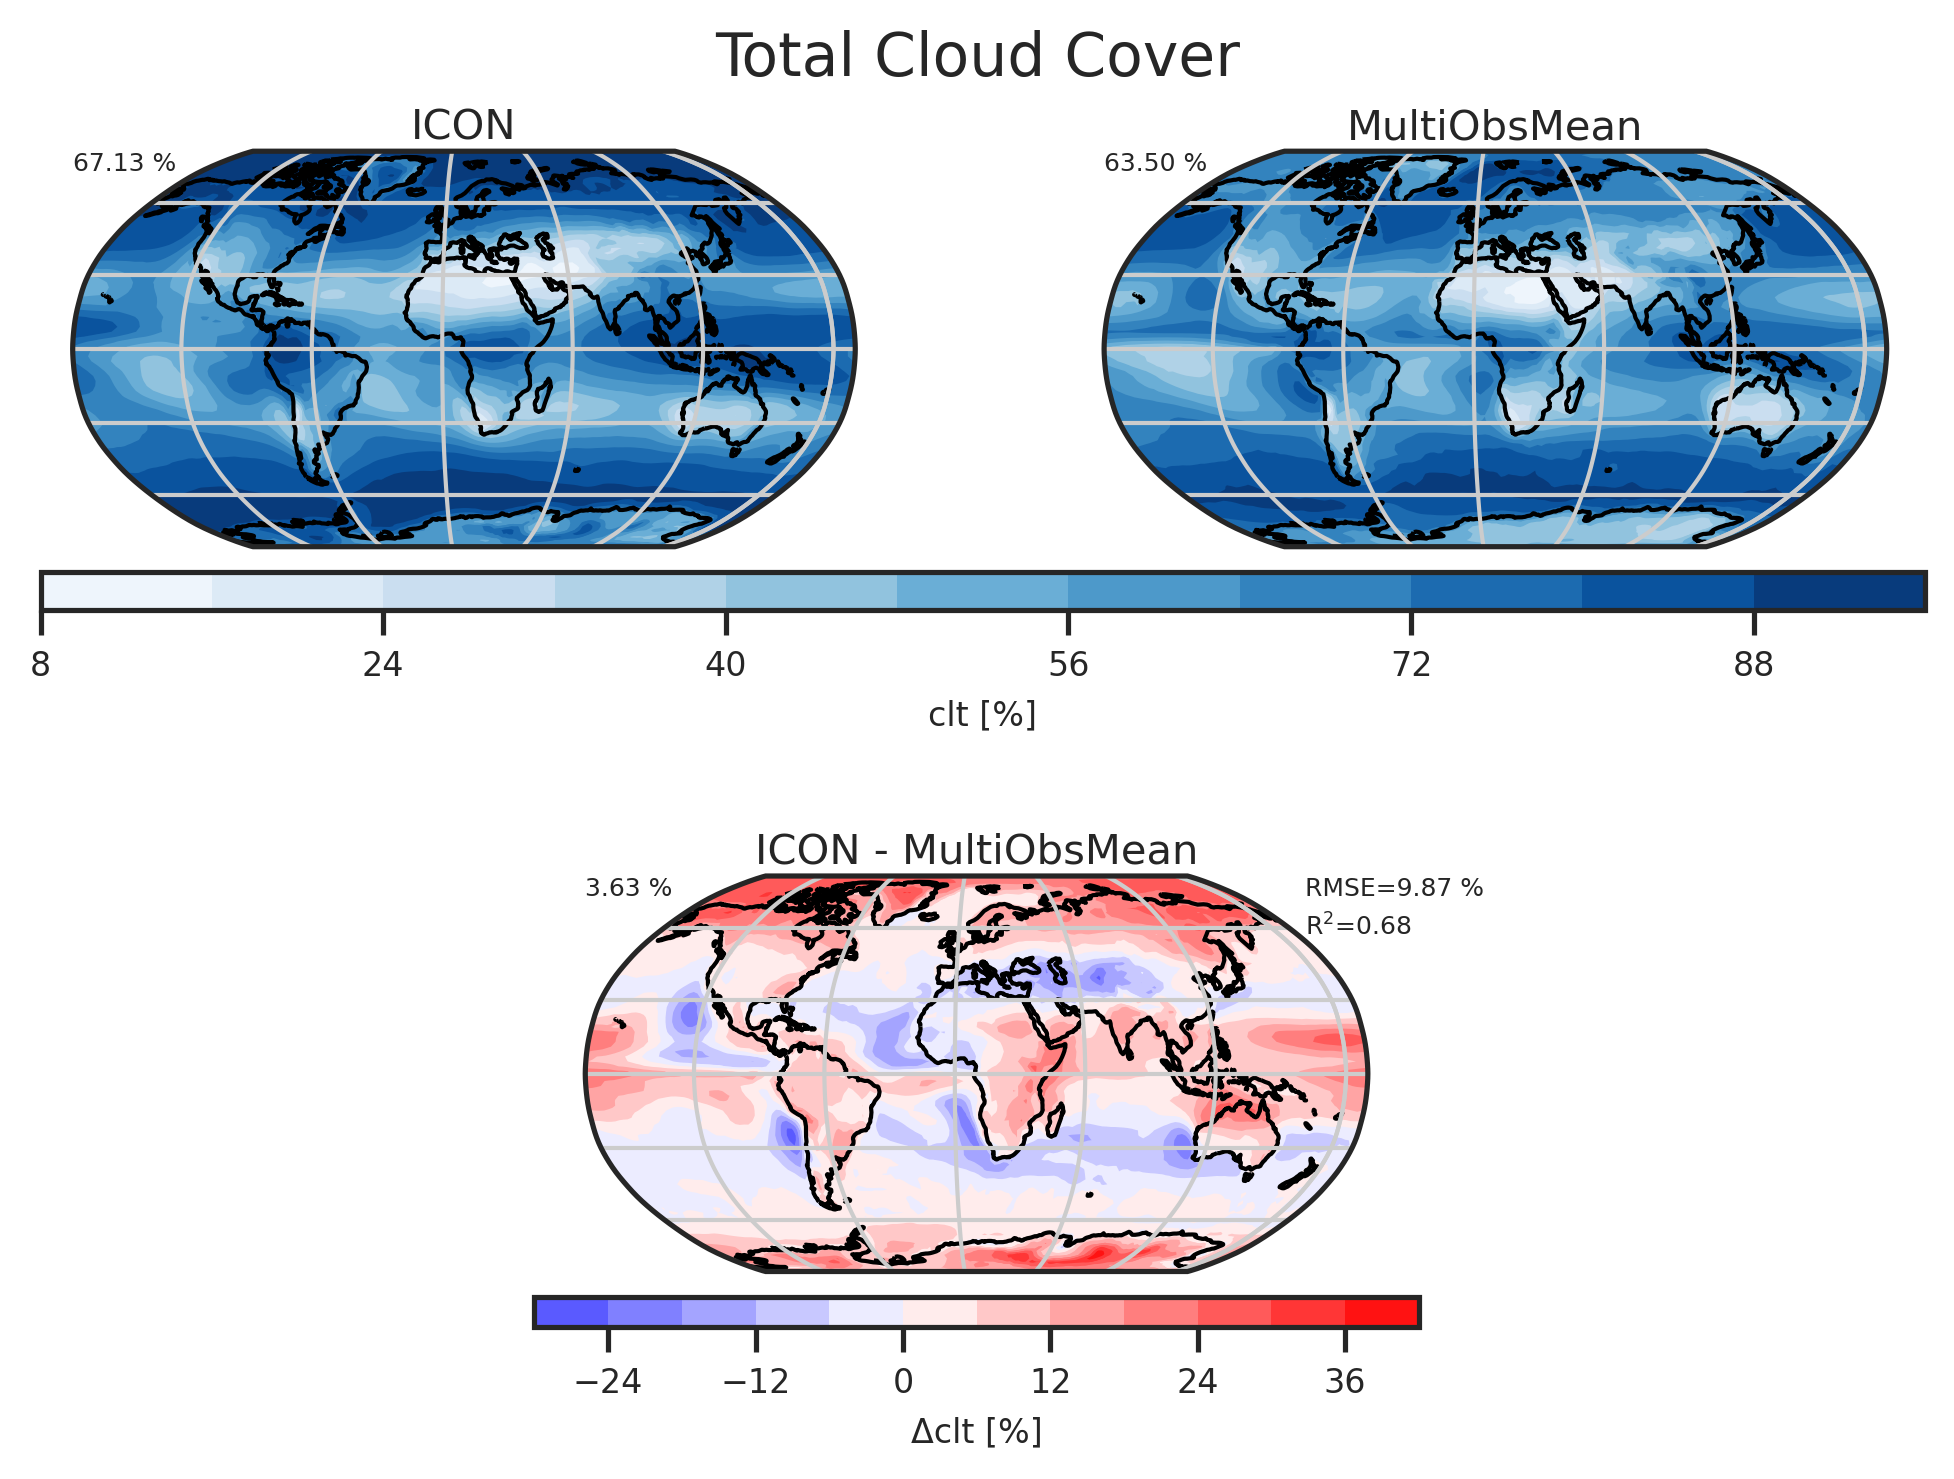 Total Cloud Cover
ICON
MultiObsMean
67.13 %
63.50 %
8 24 40 56 72 88
clt [%]
ICON - MultiObsMean
3.63 %
RMSE=9.87 %
R²=0.68
−24 −12 0 12 24 36
Δclt [%]